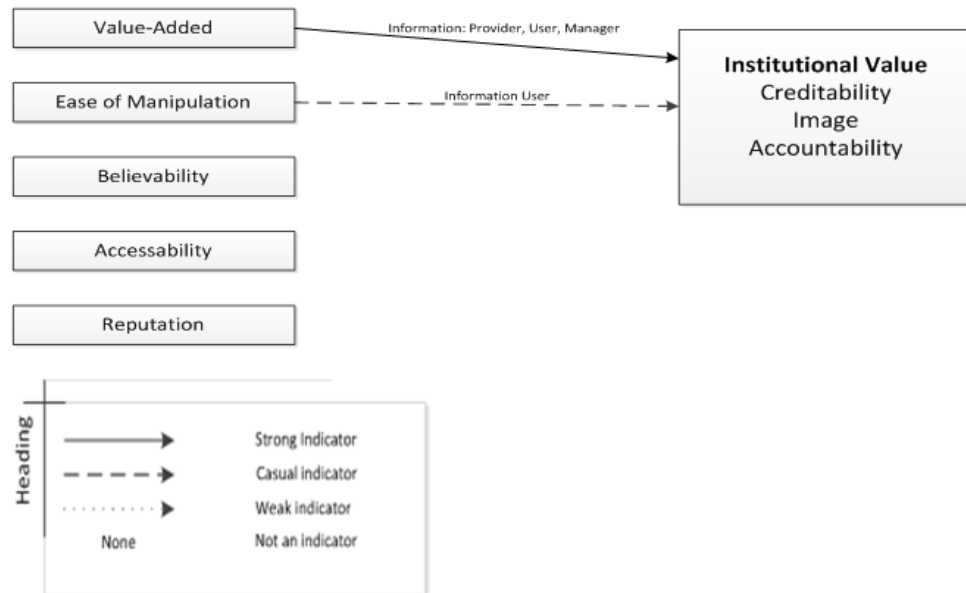 Value-Added
Information: Provider, User, Manager
Institutional Value
Creditability
Image
Accountability
Ease of Manipulation
Information User
Believability
Accessability
Reputation
Heading
Strong Indicator
Casual indicator
Weak indicator
None Not an indicator